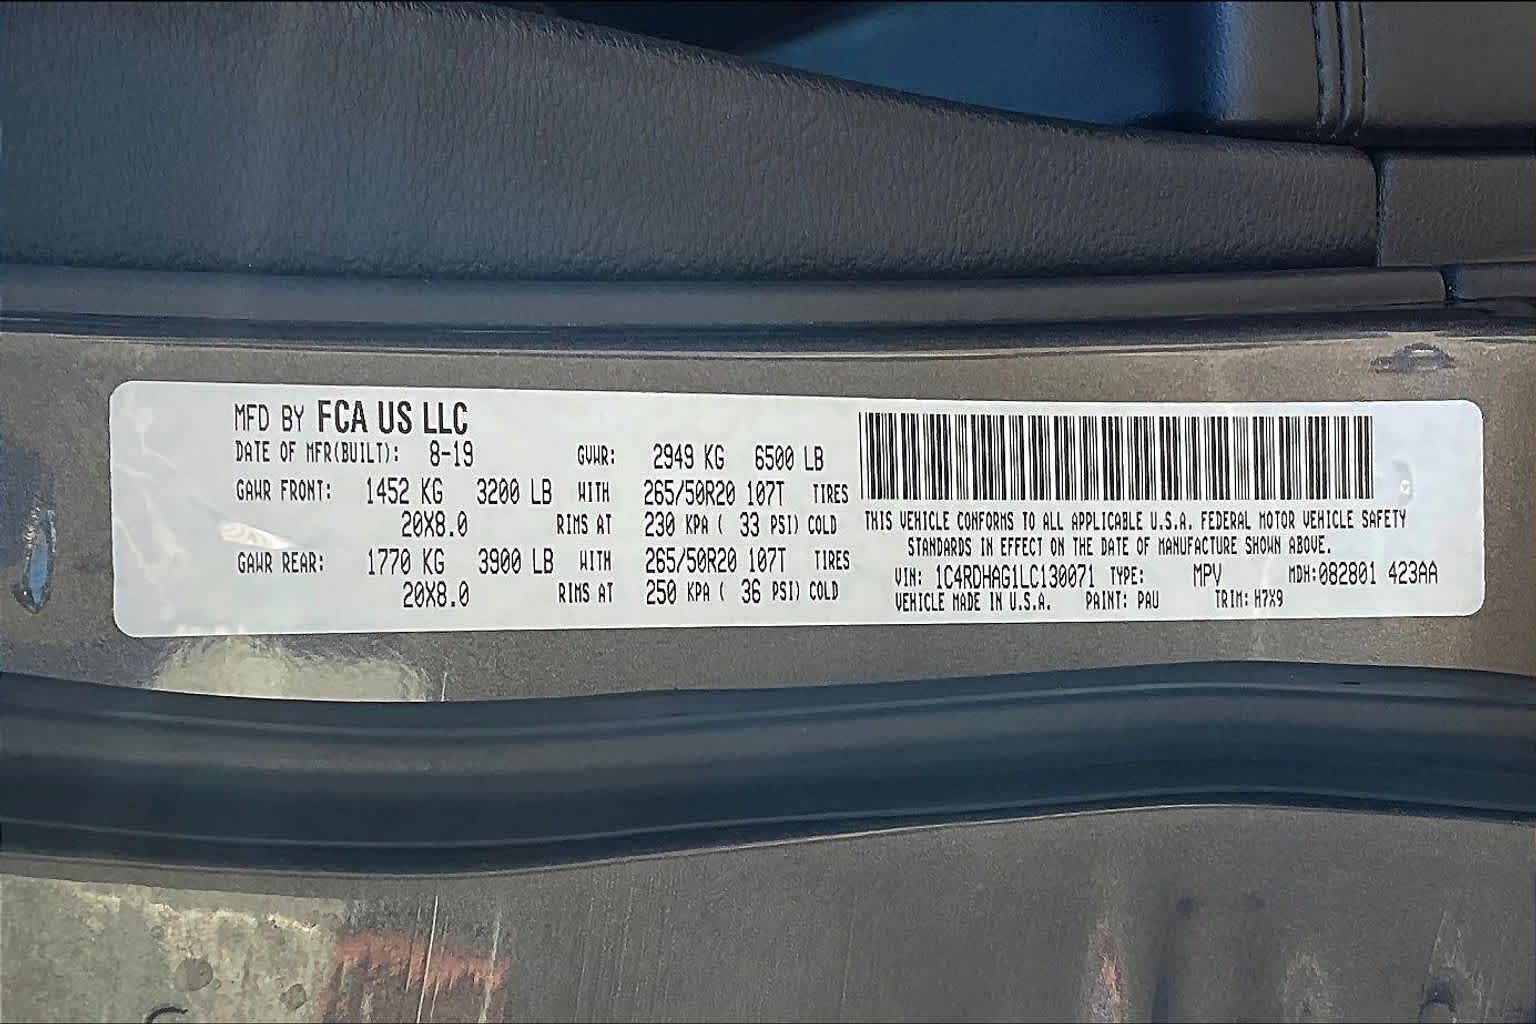 MFD BY FCA US LLC
DATE OF MFR(BUILT): 8-19 GVWR: 2949 KG 6500 LB
GAWR FRONT: 1452 KG 3200 LB WITH 265/50R20 107T TIRES
20X8.0 RIMS AT 230 KPA ( 33 PSI) COLD
GAWR REAR: 1770 KG 3900 LB WITH 265/50R20 107T TIRES
20X8.0 RIMS AT 250 KPA ( 36 PSI) COLD
THIS VEHICLE CONFORMS TO ALL APPLICABLE U.S.A. FEDERAL MOTOR VEHICLE SAFETY
STANDARDS IN EFFECT ON THE DATE OF MANUFACTURE SHOWN ABOVE.
VIN: 1C4RDHAG1LC130071 TYPE: MPV MDH:082801 423AA
VEHICLE MADE IN U.S.A. PAINT: PAU TRIM: H7X9